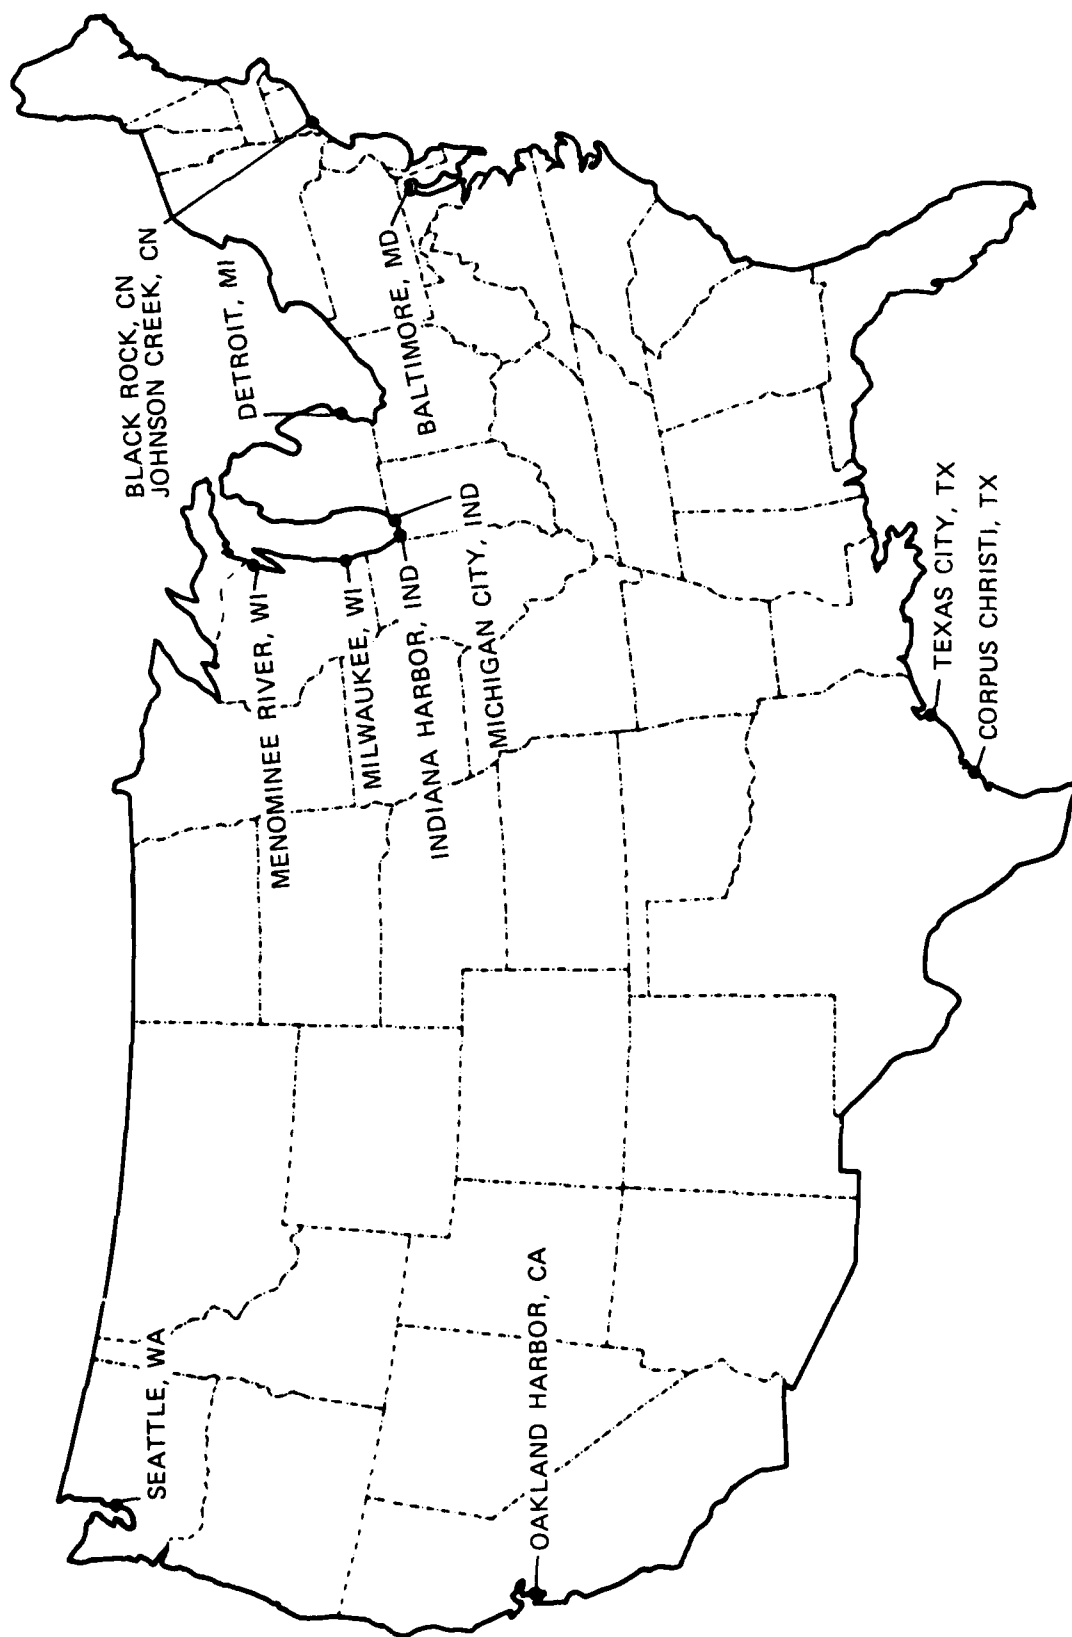 BLACK ROCK, CN
JOHNSON CREEK, CN
DETROIT, MI
BALTIMORE, MD
MENOMINEE RIVER, WI
MILWAUKEE, WI
INDIANA HARBOR, IND
MICHIGAN CITY, IND
SEATTLE, WA
OAKLAND HARBOR, CA
TEXAS CITY, TX
CORPUS CHRISTI, TX